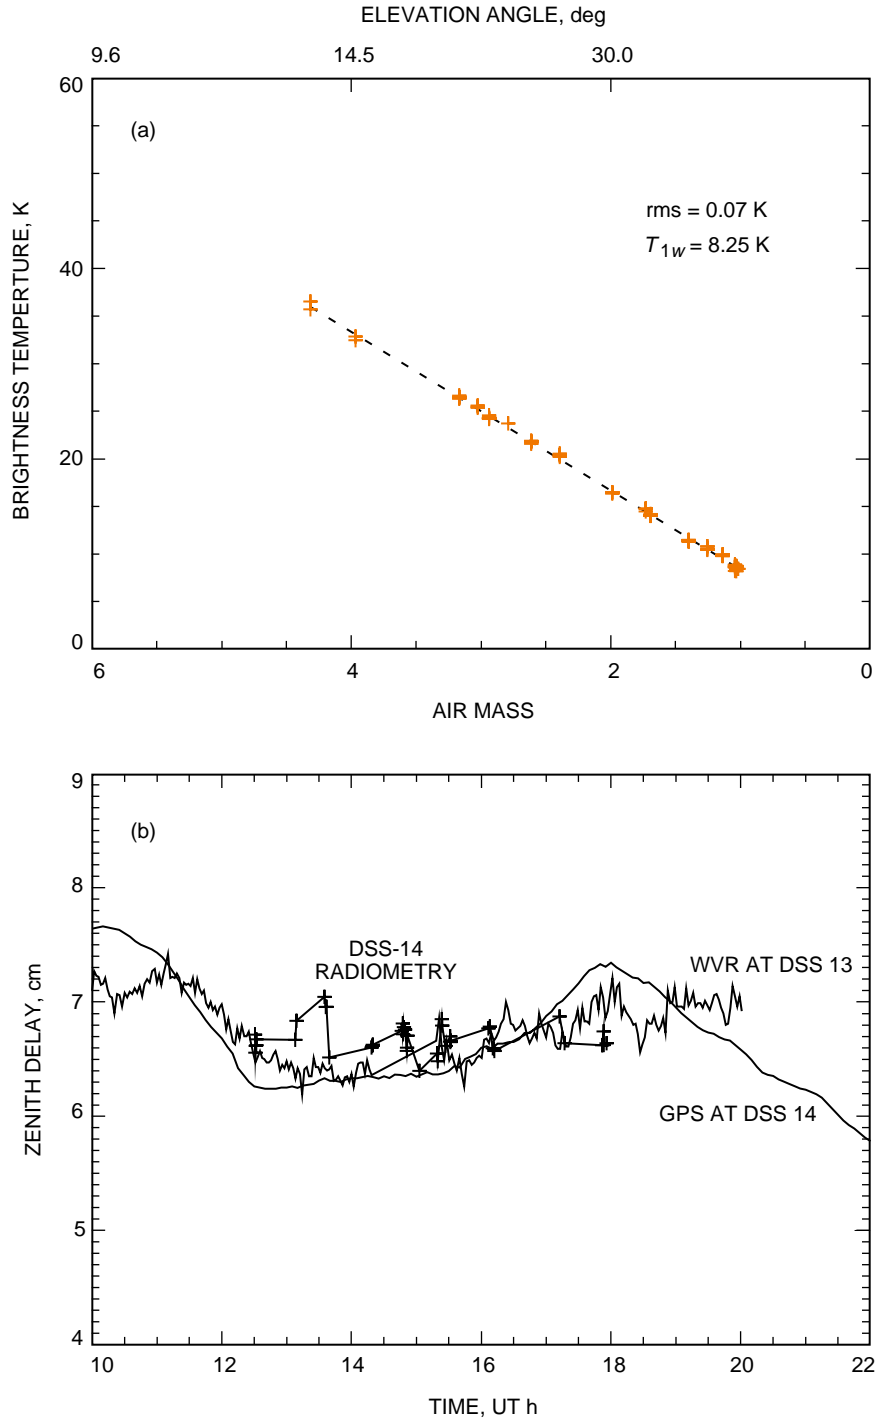 ELEVATION ANGLE, deg
9.6 14.5 30.0
60
(a)
rms = 0.07 K
T1w = 8.25 K
40
BRIGHTNESS TEMPERTURE, K
20
0
6 4 2 0
AIR MASS
9
(b)
8
DSS-14
RADIOMETRY
WVR AT DSS 13
7
ZENITH DELAY, cm
GPS AT DSS 14
6
5
4
10 12 14 16 18 20 22
TIME, UT h